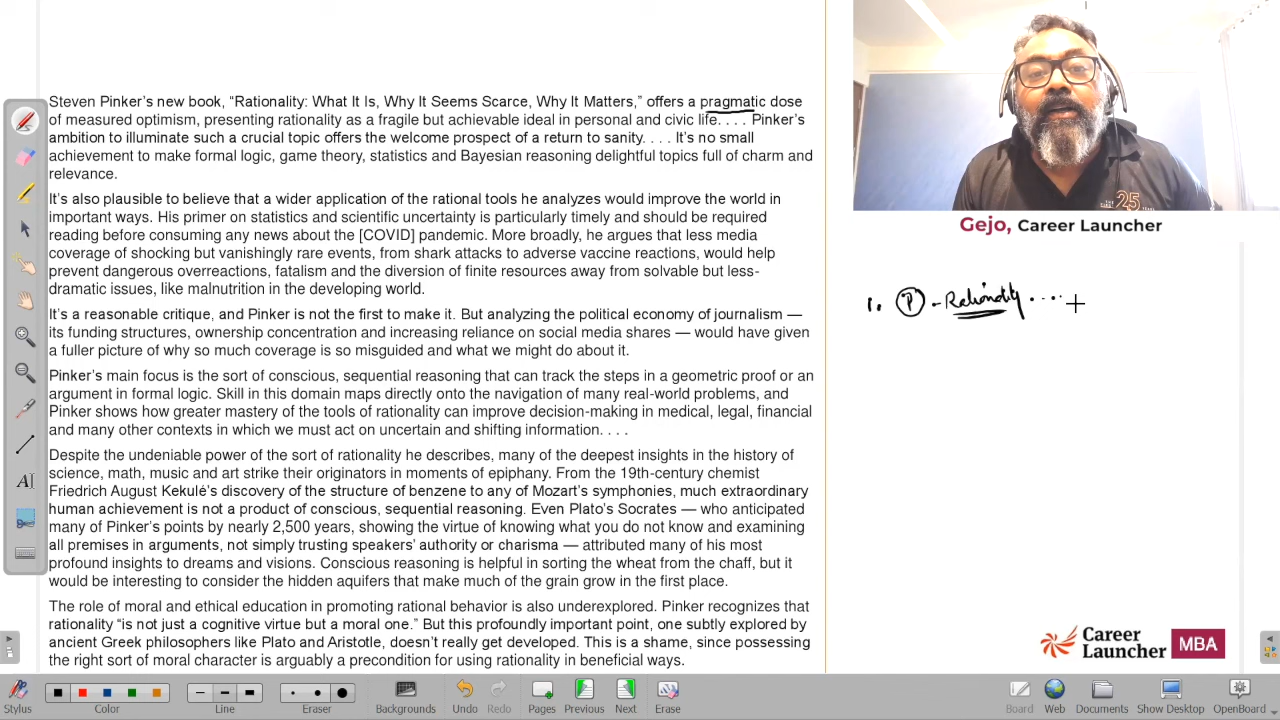 Steven Pinker's new book, “Rationality: What It Is, Why It Seems Scarce, Why It Matters,” offers a pragmatic dose
of measured optimism, presenting rationality as a fragile but achievable ideal in personal and civic life. . . . Pinker's
ambition to illuminate such a crucial topic offers the welcome prospect of a return to sanity. . . . It's no small
achievement to make formal logic, game theory, statistics and Bayesian reasoning delightful topics full of charm and
relevance.
It's also plausible to believe that a wider application of the rational tools he analyzes would improve the world in
important ways. His primer on statistics and scientific uncertainty is particularly timely and should be required
reading before consuming any news about the [COVID] pandemic. More broadly, he argues that less media
coverage of shocking but vanishingly rare events, from shark attacks to adverse vaccine reactions, would help
prevent dangerous overreactions, fatalism and the diversion of finite resources away from solvable but less-
dramatic issues, like malnutrition in the developing world.
It's a reasonable critique, and Pinker is not the first to make it. But analyzing the political economy of journalism —
its funding structures, ownership concentration and increasing reliance on social media shares — would have given
a fuller picture of why so much coverage is so misguided and what we might do about it.
Pinker's main focus is the sort of conscious, sequential reasoning that can track the steps in a geometric proof or an
argument in formal logic. Skill in this domain maps directly onto the navigation of many real-world problems, and
Pinker shows how greater mastery of the tools of rationality can improve decision-making in medical, legal, financial
and many other contexts in which we must act on uncertain and shifting information. . . .
Despite the undeniable power of the sort of rationality he describes, many of the deepest insights in the history of
science, math, music and art strike their originators in moments of epiphany. From the 19th-century chemist
Friedrich August Kekulé's discovery of the structure of benzene to any of Mozart's symphonies, much extraordinary
human achievement is not a product of conscious, sequential reasoning. Even Plato's Socrates — who anticipated
many of Pinker's points by nearly 2,500 years, showing the virtue of knowing what you do not know and examining
all premises in arguments, not simply trusting speakers' authority or charisma — attributed many of his most
profound insights to dreams and visions. Conscious reasoning is helpful in sorting the wheat from the chaff, but it
would be interesting to consider the hidden aquifers that make much of the grain grow in the first place.
The role of moral and ethical education in promoting rational behavior is also underexplored. Pinker recognizes that
rationality “is not just a cognitive virtue but a moral one.” But this profoundly important point, one subtly explored by
ancient Greek philosophers like Plato and Aristotle, doesn't really get developed. This is a shame, since possessing
the right sort of moral character is arguably a precondition for using rationality in beneficial ways.
25
Gejo, Career Launcher
1. P - Rationality ....
Career
Launcher MBA
Stylus Color Line Eraser Backgrounds Undo Redo Pages Previous Next Erase Board Web Documents Show Desktop OpenBoard